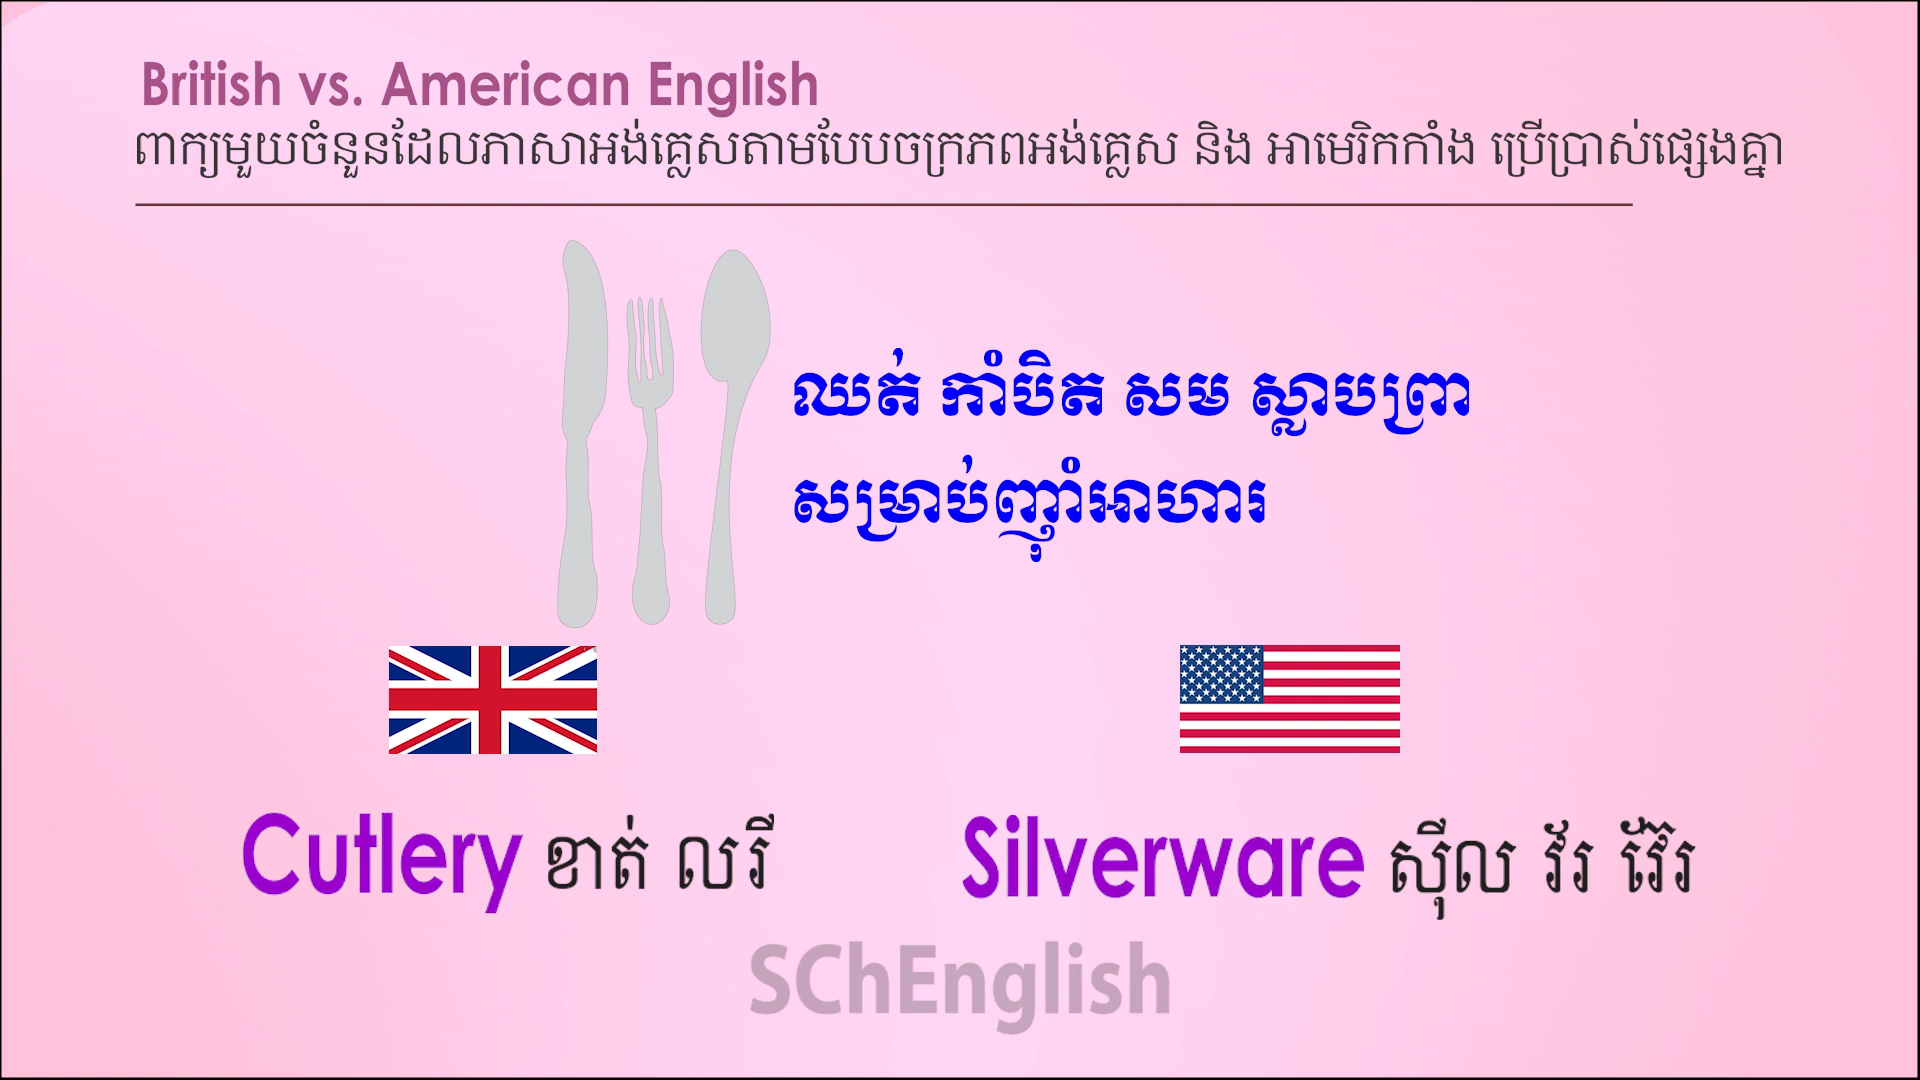 British vs. American English
ពាក្យមួយចំនួនដែលភាសាអង់គ្លេសតាមបែបចក្រភពអង់គ្លេស និង អាមេរិកកាំង ប្រើប្រាស់ផ្សេងគ្នា
ឈត់ កាំបិត សម ស្លាបព្រា
សម្រាប់ញ៉ាំអាហារ
Cutlery ខាត់ លរី
Silverware ស៊ីល វ័រ វ៊ែរ
SChEnglish